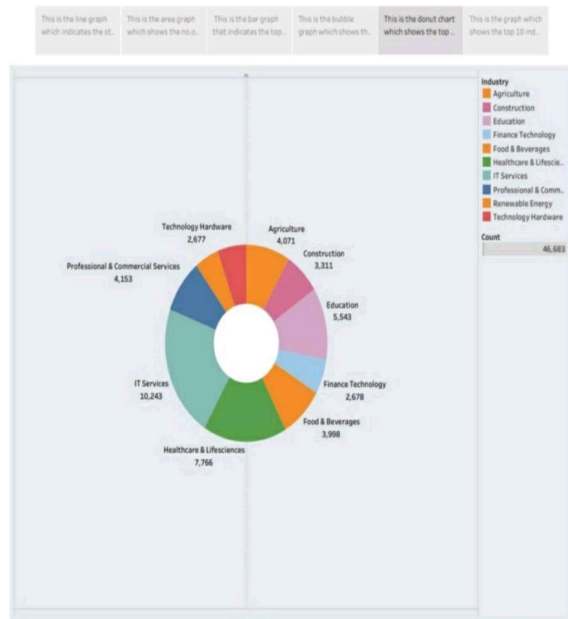 This is the line graph
which indicates the st..
This is the area graph
which shows the no.o..
This is the bar graph
that indicates the top..
This is the bubble
graph which shows th..
This is the donut chart
which shows the top ..
This is the graph which
shows the top 10 ind..
Industry
Agriculture
Construction
Education
Finance Technology
Food & Beverages
Healthcare & Lifescie..
IT Services
Professional & Comm..
Renewable Energy
Technology Hardware
Count
46,683
Technology Hardware
2,677
Agriculture
4,071
Construction
3,311
Professional & Commercial Services
4,153
Education
5,543
IT Services
10,243
Finance Technology
2,678
Food & Beverages
3,998
Healthcare & Lifesciences
7,766